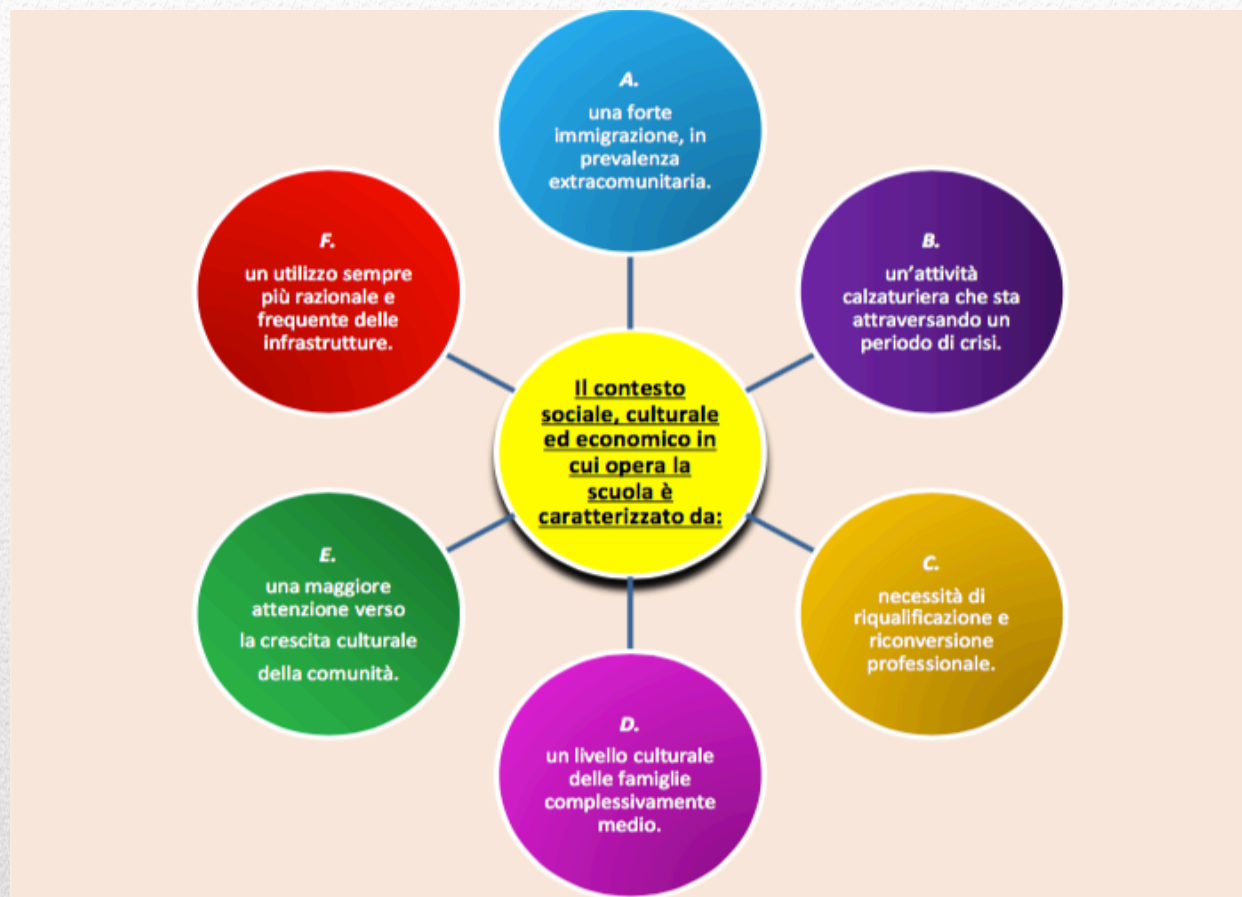 A.
una forte
immigrazione, in
prevalenza
extracomunitaria.
B.
un’attività
calzaturiera che sta
attraversando un
periodo di crisi.
C.
necessità di
riqualificazione e
riconversione
professionale.
D.
un livello culturale
delle famiglie
complessivamente
medio.
E.
una maggiore
attenzione verso
la crescita culturale
della comunità.
F.
un utilizzo sempre
più razionale e
frequente delle
infrastrutture.
Il contesto
sociale, culturale
ed economico in
cui opera la
scuola è
caratterizzato da: